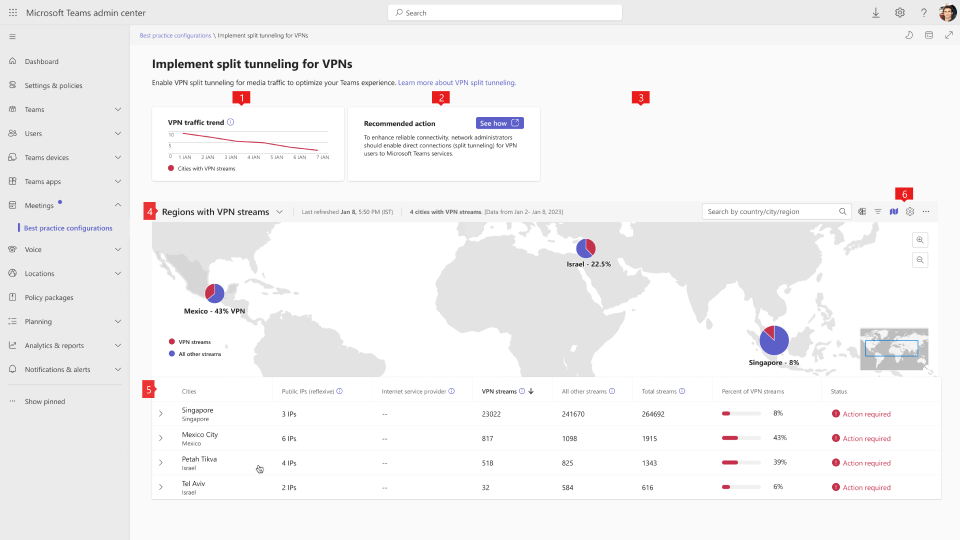 Microsoft Teams admin center
Search
Best practice configurations \ Implement split tunneling for VPNs
Dashboard
Settings & policies
Teams
Users
Teams devices
Teams apps
Meetings
Best practice configurations
Voice
Locations
Policy packages
Planning
Analytics & reports
Notifications & alerts
Show pinned
Implement split tunneling for VPNs
Enable VPN split tunneling for media traffic to optimize your Teams experience. Learn more about VPN split tunneling.
1
2
3
VPN traffic trend
10
5
0
1 JAN 2 JAN 3 JAN 4 JAN 5 JAN 6 JAN 7 JAN
Cities with VPN streams
Recommended action
See how
To enhance reliable connectivity, network administrators
should enable direct connections (split tunneling) for VPN
users to Microsoft Teams services.
6
4
Regions with VPN streams
Last refreshed Jan 8, 5:50 PM (IST)
4 cities with VPN streams. [Data from Jan 2- Jan 8, 2023)
Search by country/city/region
Israel - 22.5%
Mexico - 43% VPN
VPN streams
All other streams
Singapore - 8%
5
Cities Public IPs (reflexive) Internet service provider VPN streams All other streams Total streams Percent of VPN streams Status
Singapore
Singapore
3 IPs -- 23022 241670 264692 8% Action required
Mexico City
Mexico
6 IPs -- 817 1098 1915 43% Action required
Petah Tikva
Israel
4 IPs -- 518 825 1343 39% Action required
Tel Aviv
Israel
2 IPs -- 32 584 616 6% Action required